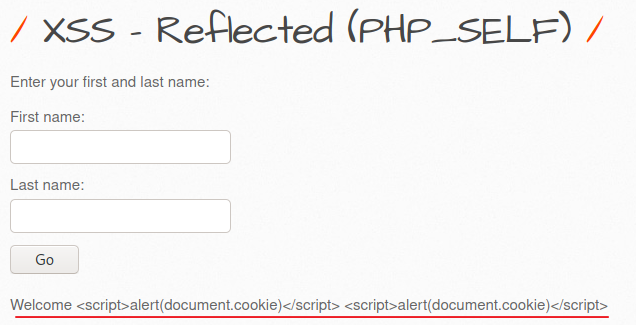 / XSS - Reflected (PHP_SELF) /
Enter your first and last name:
First name:
Last name:
Go
Welcome <script>alert(document.cookie)</script> <script>alert(document.cookie)</script>